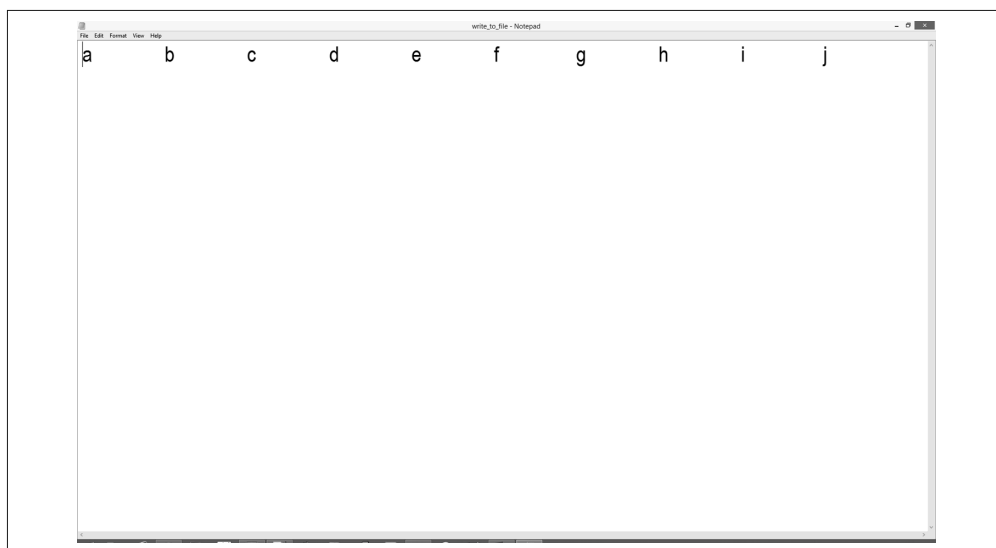 write_to_file - Notepad
File Edit Format View Help
a b c d e f g h i j